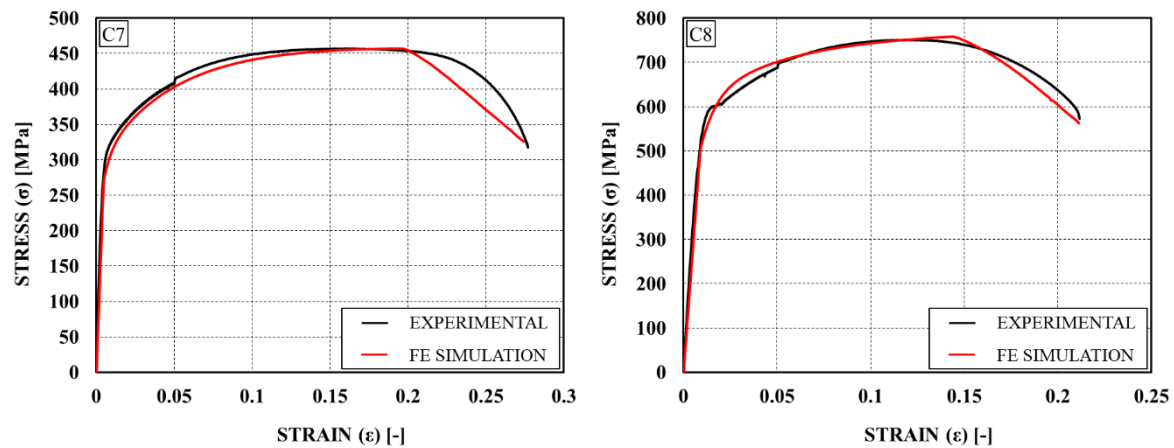 C7
STRESS (σ) [MPa]
500
450
400
350
300
250
200
150
100
50
0
0 0.05 0.1 0.15 0.2 0.25 0.3
STRAIN (ε) [-]
EXPERIMENTAL
FE SIMULATION
C8
STRESS (σ) [MPa]
800
700
600
500
400
300
200
100
0
0 0.05 0.1 0.15 0.2 0.25
STRAIN (ε) [-]
EXPERIMENTAL
FE SIMULATION